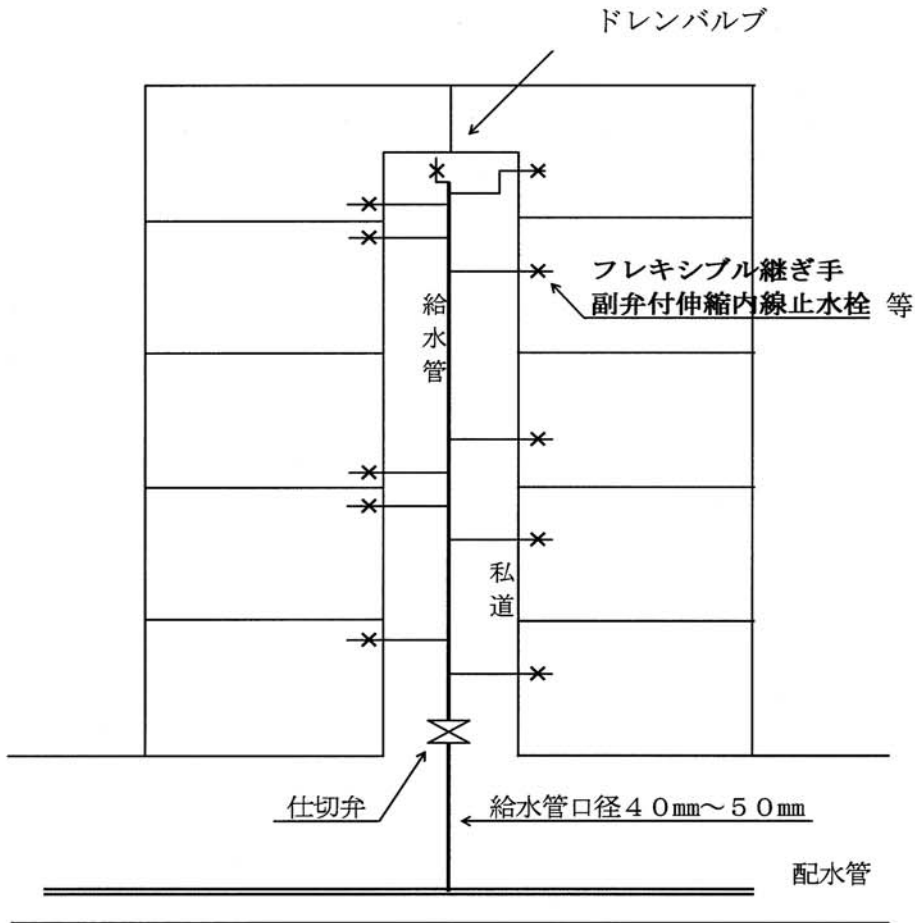 ドレンバルブ
フレキシブル継ぎ手
副弁付伸縮内線止水栓 等
給水管
私道
仕切弁
給水管口径４０㎜～５０㎜
配水管